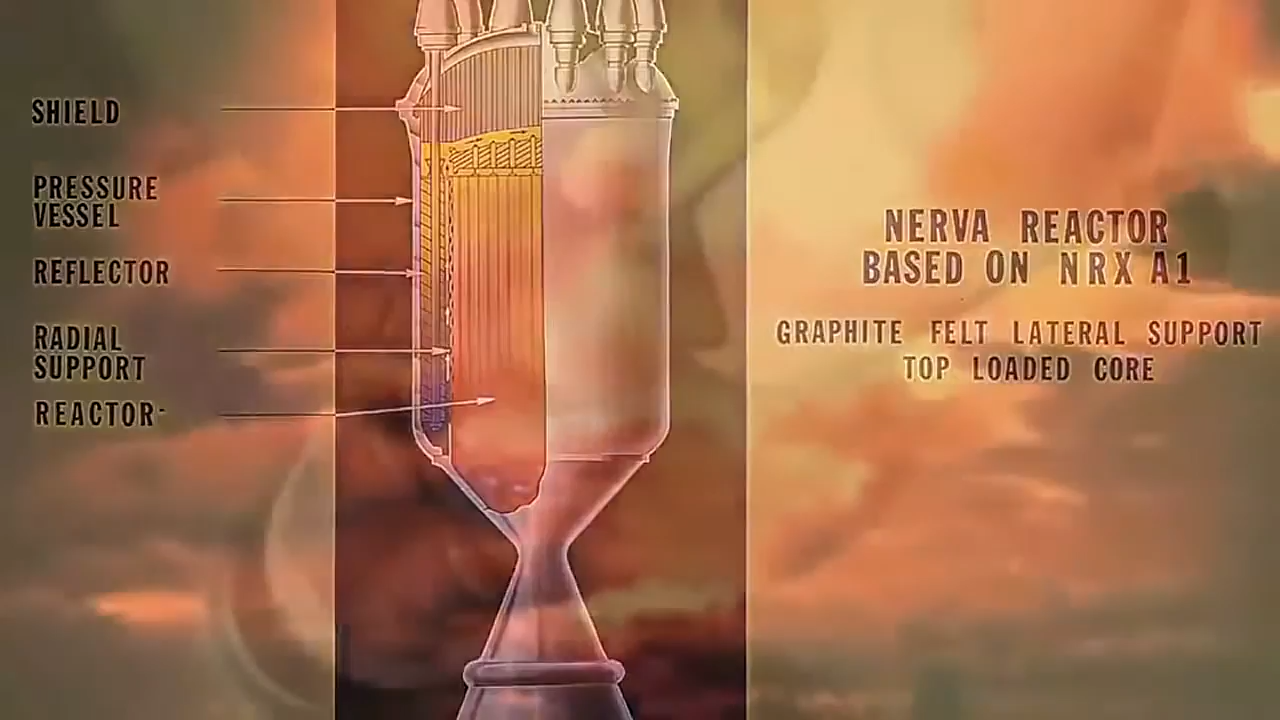 SHIELD
PRESSURE
VESSEL
REFLECTOR
RADIAL
SUPPORT
REACTOR-
NERVA REACTOR
BASED ON NRX A1
GRAPHITE FELT LATERAL SUPPORT
TOP LOADED CORE